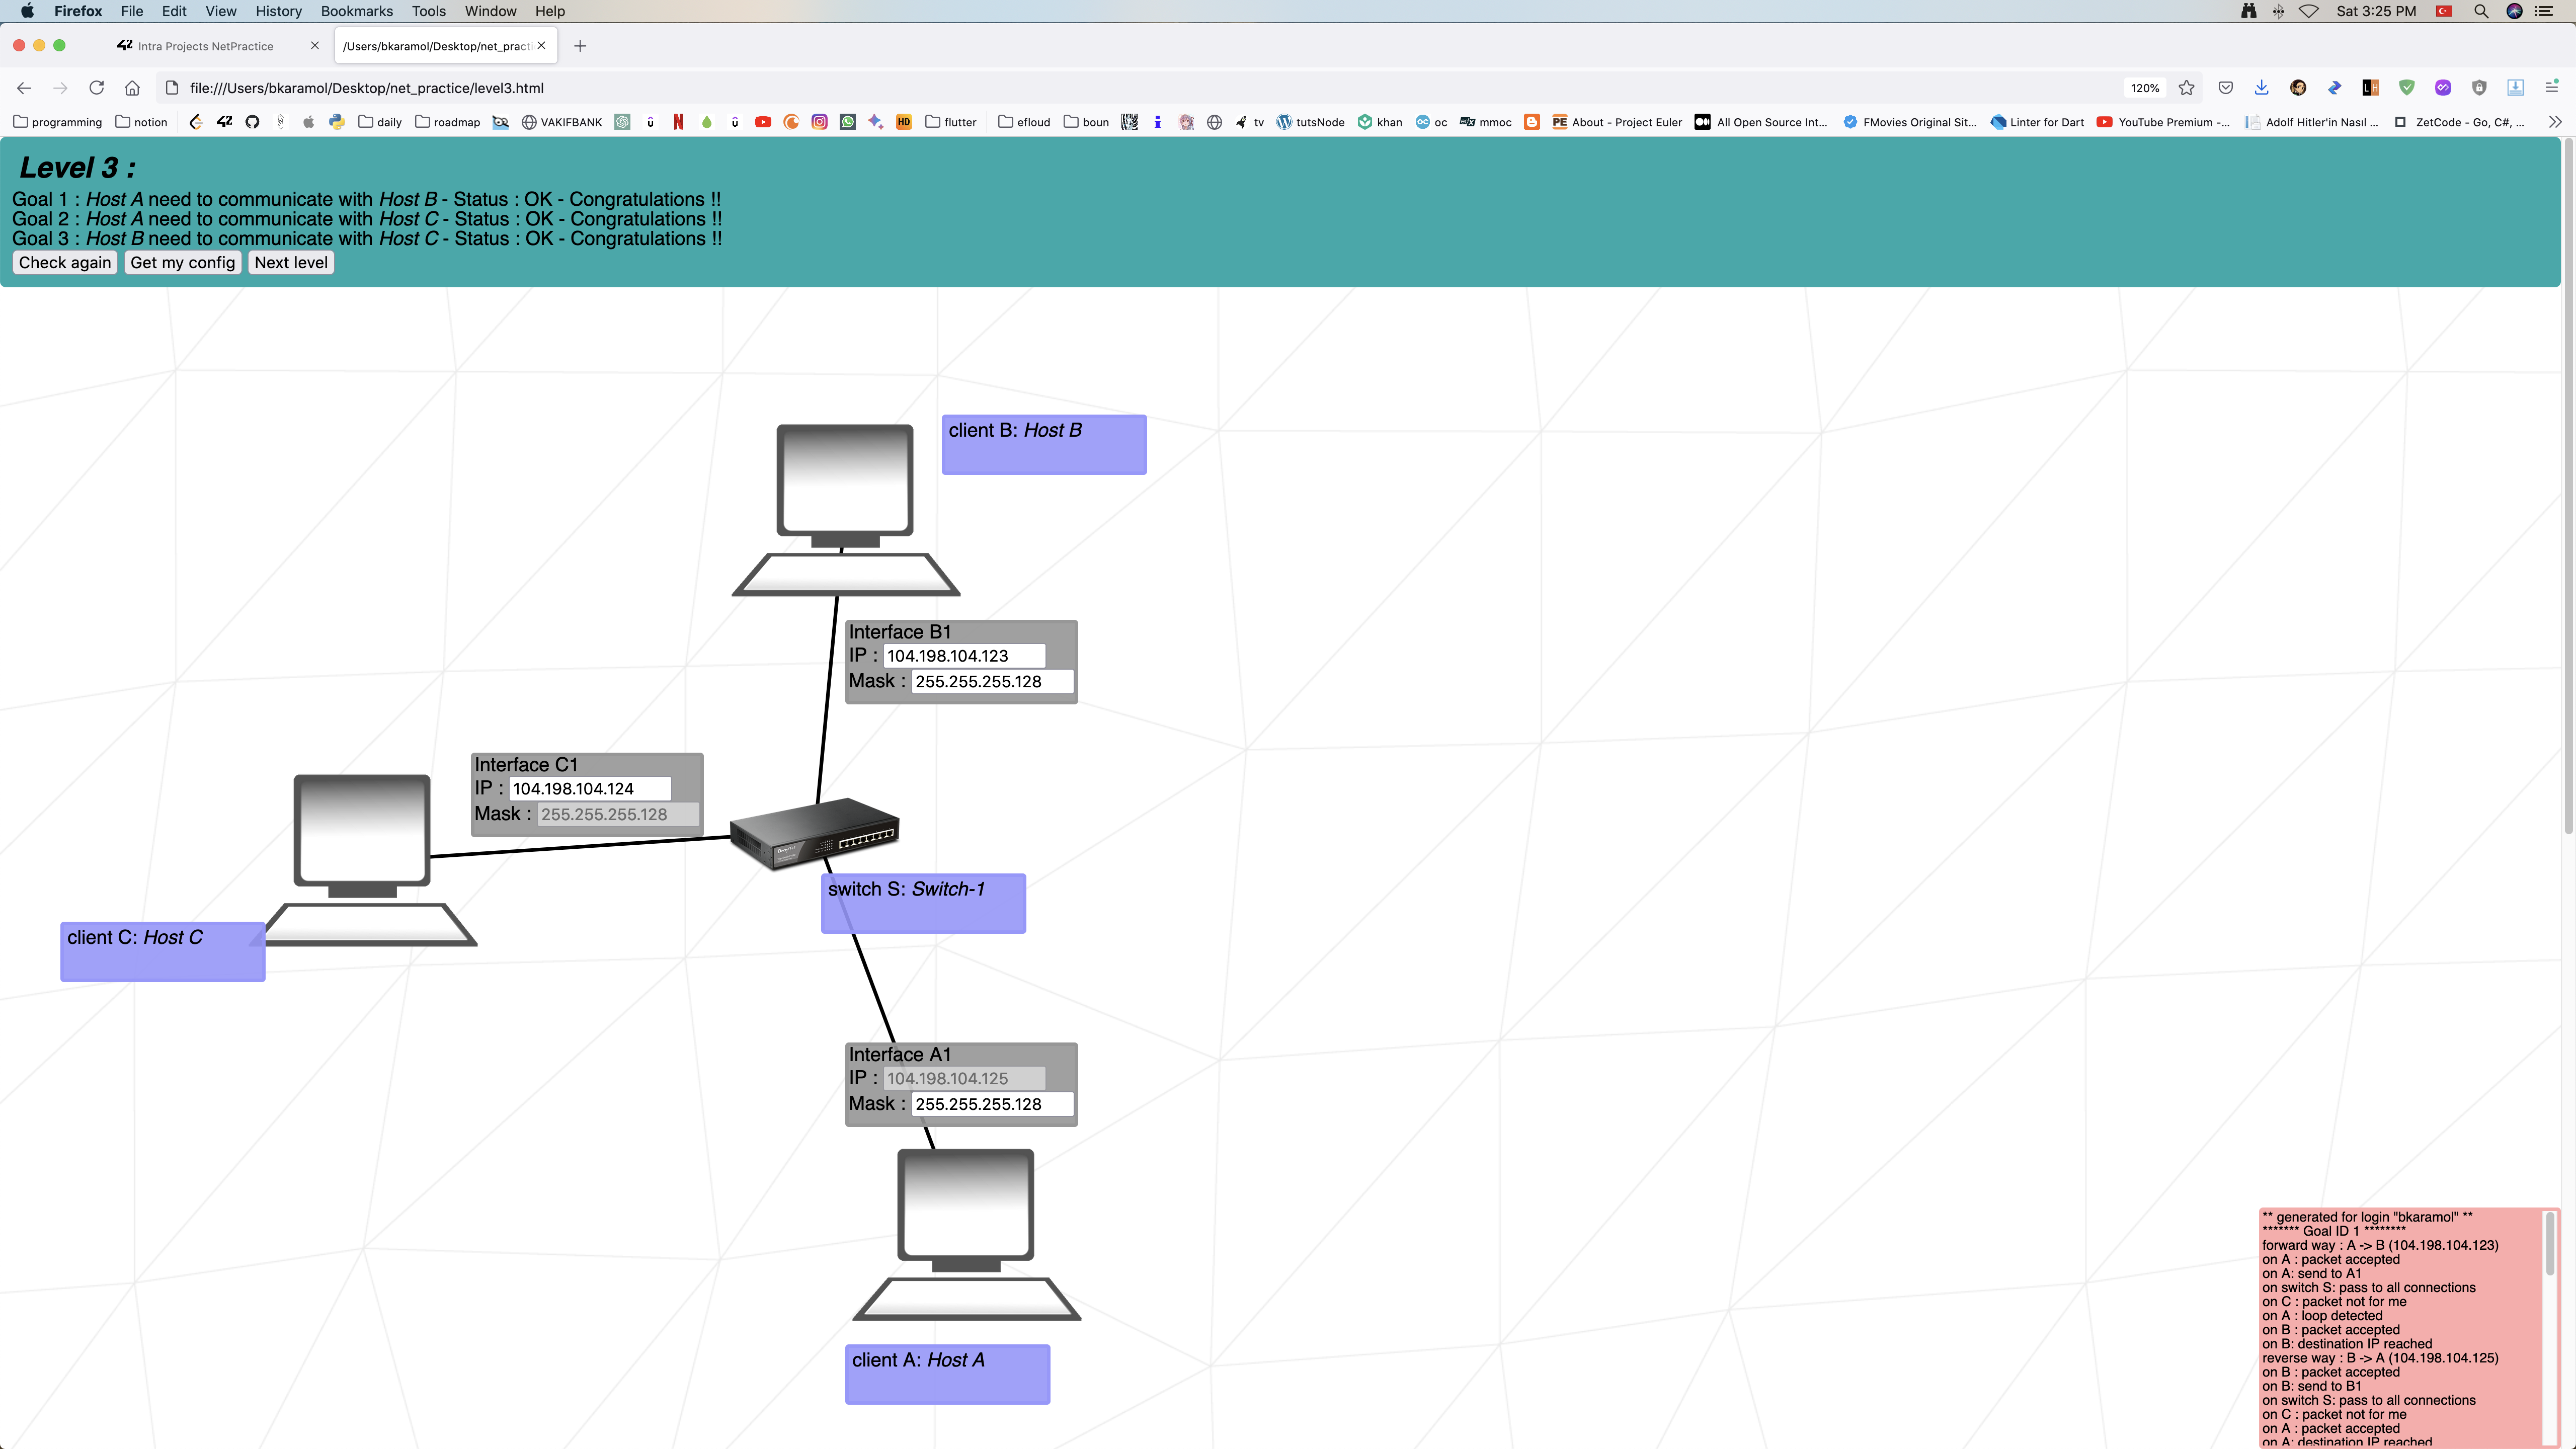 Firefox File Edit View History Bookmarks Tools Window Help Sat 3:25 PM
42 Intra Projects NetPractice /Users/bkaramol/Desktop/net_pract
file:///Users/bkaramol/Desktop/net_practice/level3.html 120%
programming notion 42 daily roadmap VAKIFBANK HD flutter efloud boun tv tutsNode khan oc mmoc About - Project Euler All Open Source Int... FMovies Original Sit... Linter for Dart YouTube Premium -... Adolf Hitler'in Nasıl ... ZetCode - Go, C#, ...
Level 3 :
Goal 1 : Host A need to communicate with Host B - Status : OK - Congratulations !!
Goal 2 : Host A need to communicate with Host C - Status : OK - Congratulations !!
Goal 3 : Host B need to communicate with Host C - Status : OK - Congratulations !!
Check again Get my config Next level
client B: Host B
Interface B1
IP : 104.198.104.123
Mask : 255.255.255.128
Interface C1
IP : 104.198.104.124
Mask : 255.255.255.128
switch S: Switch-1
client C: Host C
Interface A1
IP : 104.198.104.125
Mask : 255.255.255.128
client A: Host A
** generated for login "bkaramol" **
******* Goal ID 1 ********
forward way : A -> B (104.198.104.123)
on A : packet accepted
on A: send to A1
on switch S: pass to all connections
on C : packet not for me
on A : loop detected
on B : packet accepted
on B: destination IP reached
reverse way : B -> A (104.198.104.125)
on B : packet accepted
on B: send to B1
on switch S: pass to all connections
on C : packet not for me
on A : packet accepted
on A: destination IP reached